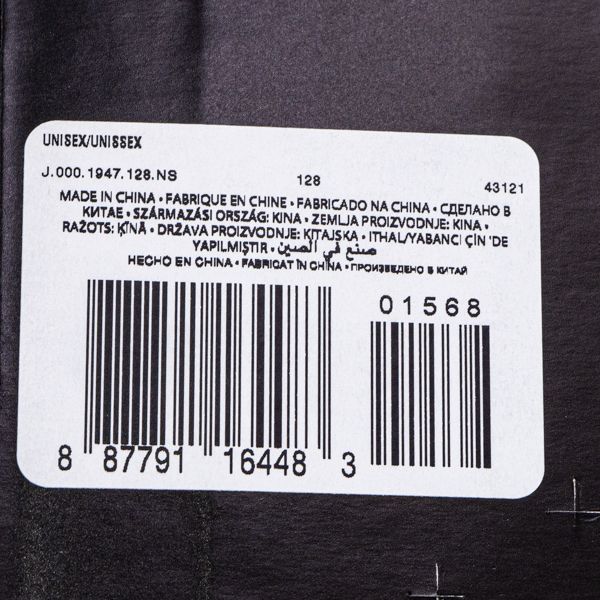 UNISEX/UNISSEX
J.000.1947.128.NS 128 43121
MADE IN CHINA • FABRIQUE EN CHINE • FABRICADO NA CHINA • СДЕЛАНО В
КИТАЕ • SZÁRMAZÁSI ORSZÁG: KINA • ZEMLJA PROIZVODNJE: KINA •
RAŽOTS: ĶĪNĀ • DRŽAVA PROIZVODNJE: KITAJSKA • ITHAL/YABANCI ÇİN 'DE
YAPILMIŞTIR • صنع في الصين
HECHO EN CHINA • FABRICAT ÎN CHINA • ПРОИЗВЕДЕНО В КИТАЙ
01568
8 87791 16448 3